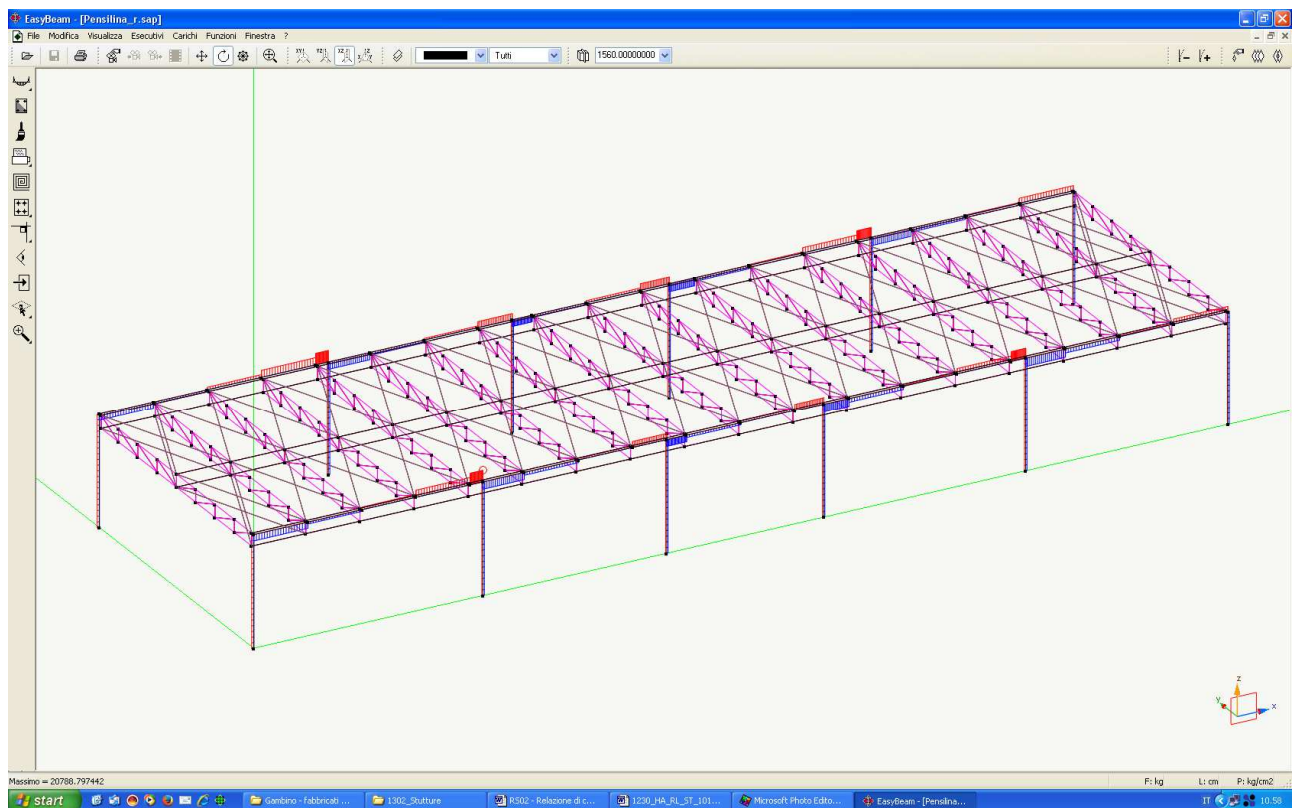 EasyBeam - [Pensilina_r.sap]
File Modifica Visualizza Esecutivi Carichi Funzioni Finestra ?
Tutti 1560.00000000
z
Y x
Massimo = 20788.797442 F: kg L: cm P: kg/cm2
start Gambino - fabbricati ... 1302_Stutture R502 - Relazione di c... 1230_HA_RL_ST_101... Microsoft Photo Edito... EasyBeam - [Pensilina... IT 10.58